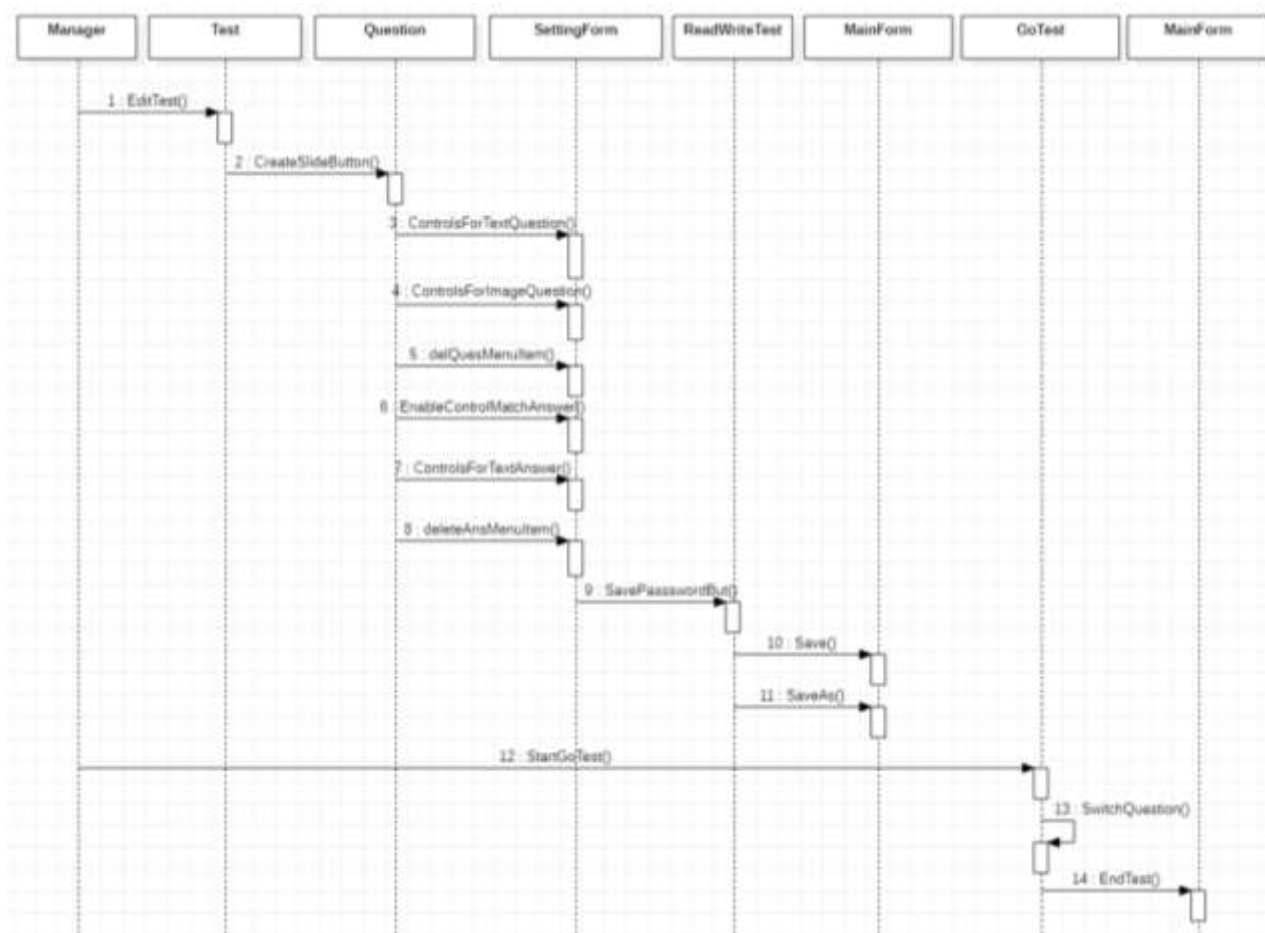 Manager
Test
Question
SettingForm
ReadWriteTest
MainForm
GoTest
MainForm
1 : EditTest()
2 : CreateSlideButton()
3 : ControlsForTextQuestion()
4 : ControlsForImageQuestion()
5 : delQuesMenuItem()
6 : EnableControlMatchAnswer()
7 : ControlsForTextAnswer()
8 : deleteAnsMenuItem()
9 : SavePaasswordBut()
10 : Save()
11 : SaveAs()
12 : StartGoTest()
13 : SwitchQuestion()
14 : EndTest()